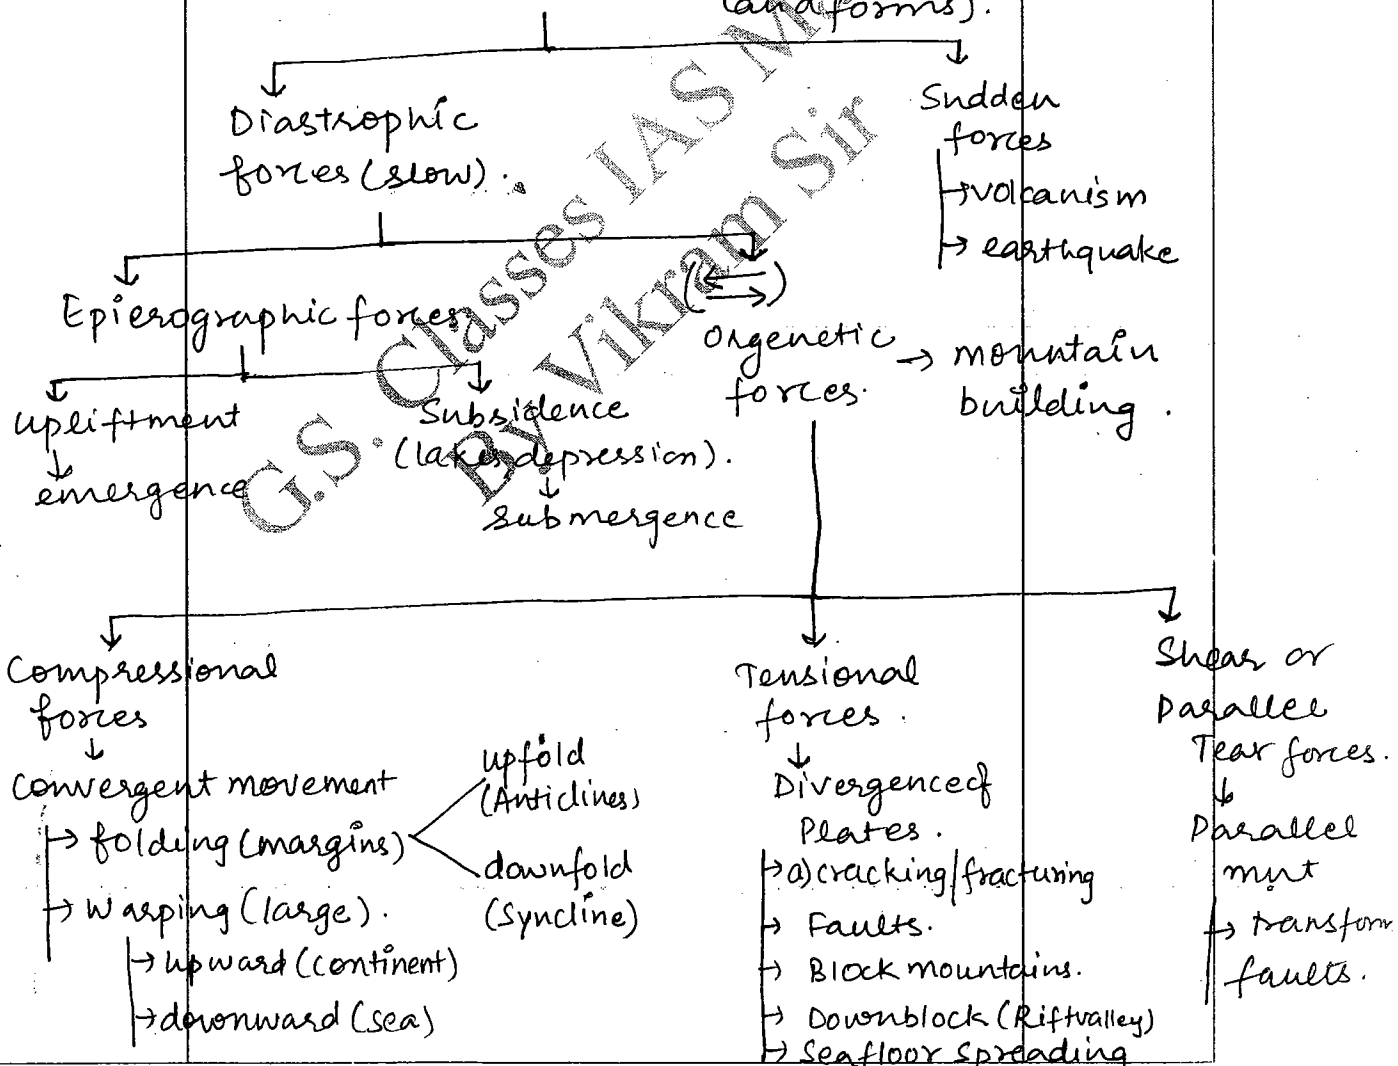 (landforms).
Diastrophic
forces (slow).
Sudden
forces
→ volcanism
→ earthquake
Epierographic forces
Upliftment
↓
emergence
Subsidence
(lakes, depression).
↓
submergence
(⇄)
Orgenetic
forces.
→ mountain
building.
Compressional
forces
↓
Convergent movement
→ folding (margins)
upfold
(Anticlines)
downfold
(Syncline)
→ Warping (large).
→ upward (continent)
→ downward (sea)
Tensional
forces.
↓
Divergence of
Plates.
→ a) cracking/fracturing
→ Faults.
→ Block mountains.
→ Downblock (Riftvalley)
→ Seafloor Spreading
Shear or
Parallel
Tear forces.
↓
Parallel
mvt
→ transform
faults.
G.S. Classes IAS M
By Vikram Sir